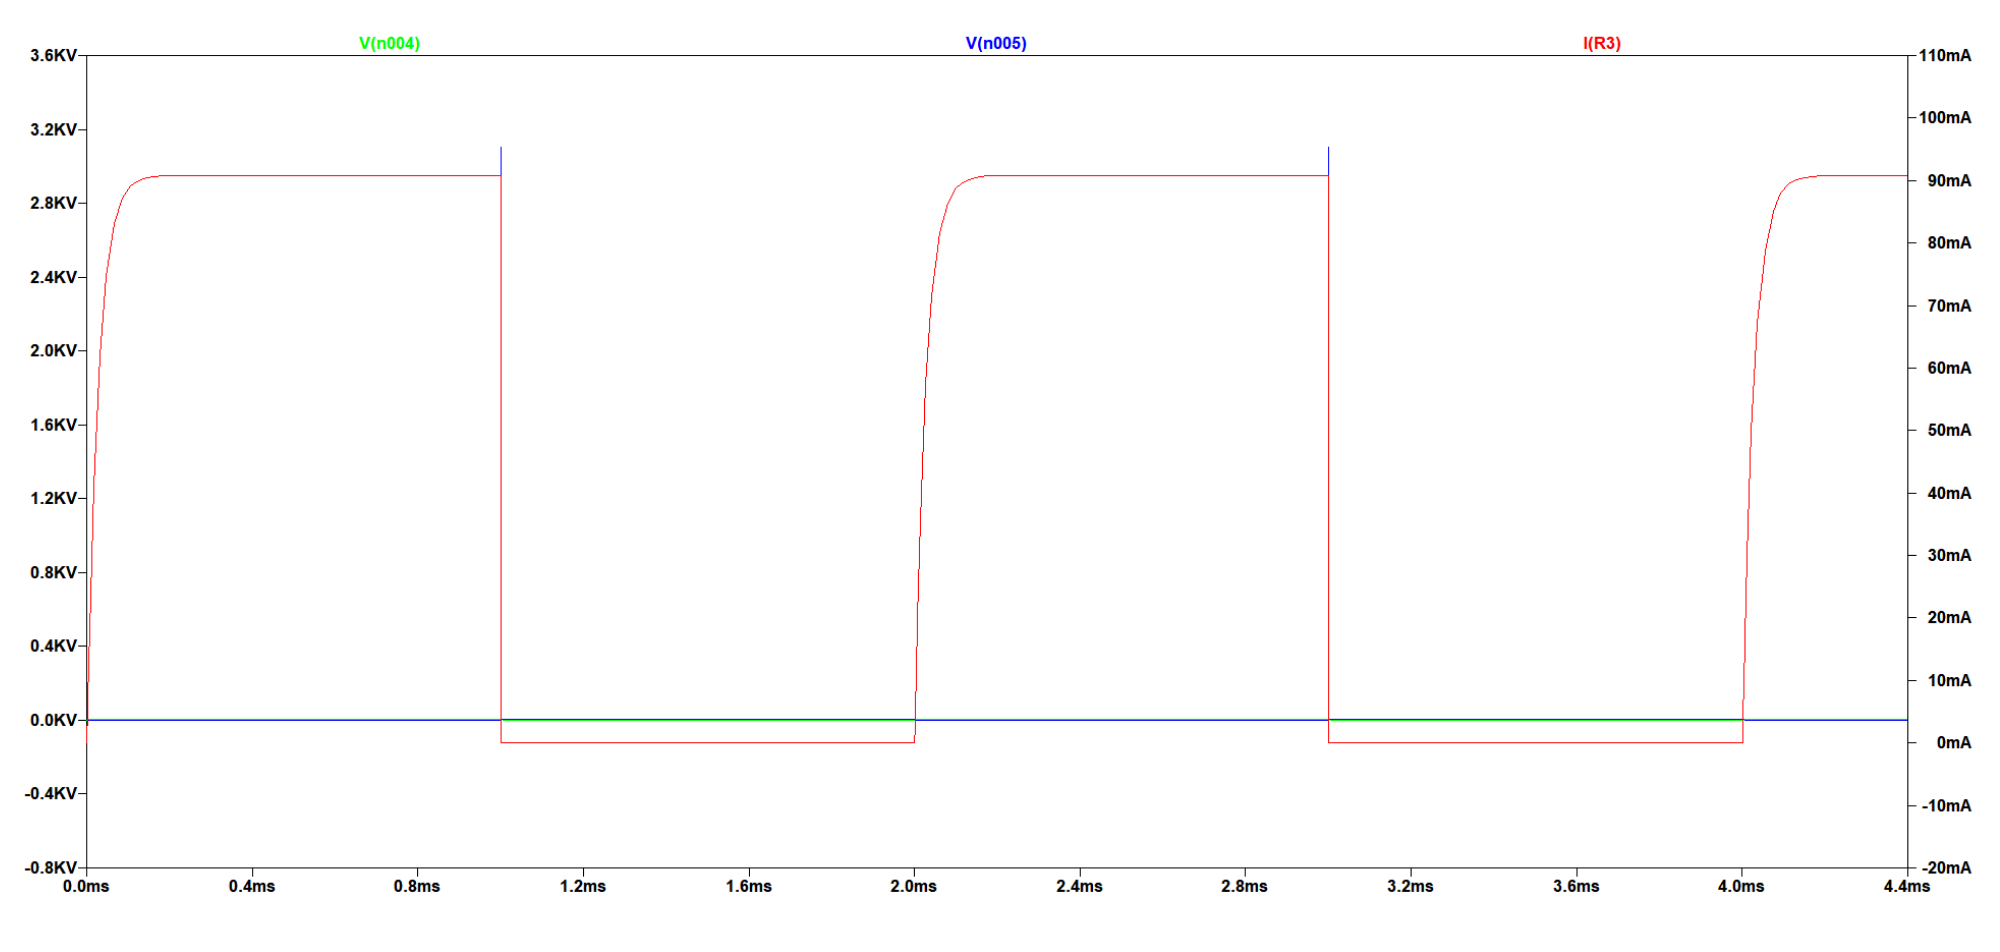 V(n004) V(n005) I(R3)
3.6KV 110mA
3.2KV 100mA
2.8KV 90mA
2.4KV 80mA
2.0KV 70mA
1.6KV 60mA
1.2KV 50mA
0.8KV 40mA
0.4KV 30mA
0.0KV 20mA
-0.4KV 10mA
-0.8KV 0mA
-10mA
-20mA
0.0ms 0.4ms 0.8ms 1.2ms 1.6ms 2.0ms 2.4ms 2.8ms 3.2ms 3.6ms 4.0ms 4.4ms